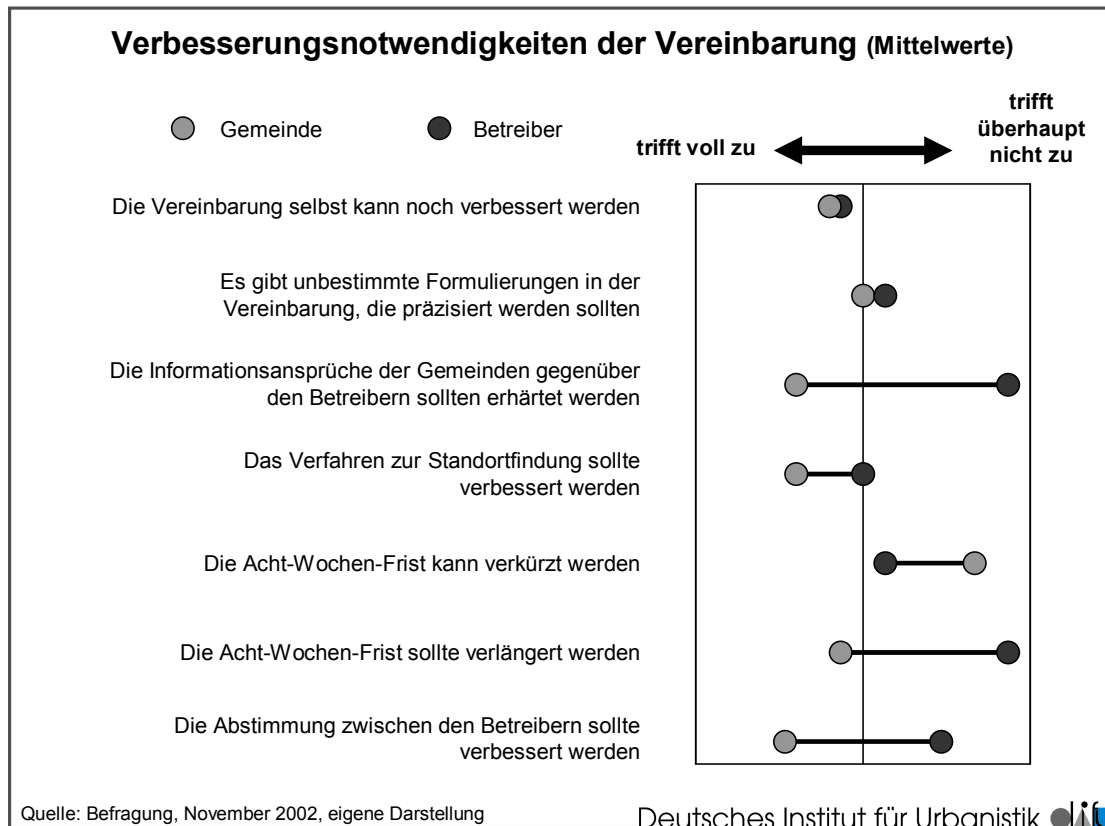 Verbesserungsnotwendigkeiten der Vereinbarung (Mittelwerte)
Gemeinde
Betreiber
trifft voll zu
trifft
überhaupt
nicht zu
Die Vereinbarung selbst kann noch verbessert werden
Es gibt unbestimmte Formulierungen in der
Vereinbarung, die präzisiert werden sollten
Die Informationsansprüche der Gemeinden gegenüber
den Betreibern sollten erhärtet werden
Das Verfahren zur Standortfindung sollte
verbessert werden
Die Acht-Wochen-Frist kann verkürzt werden
Die Acht-Wochen-Frist sollte verlängert werden
Die Abstimmung zwischen den Betreibern sollte
verbessert werden
Quelle: Befragung, November 2002, eigene Darstellung
Deutsches Institut für Urbanistik